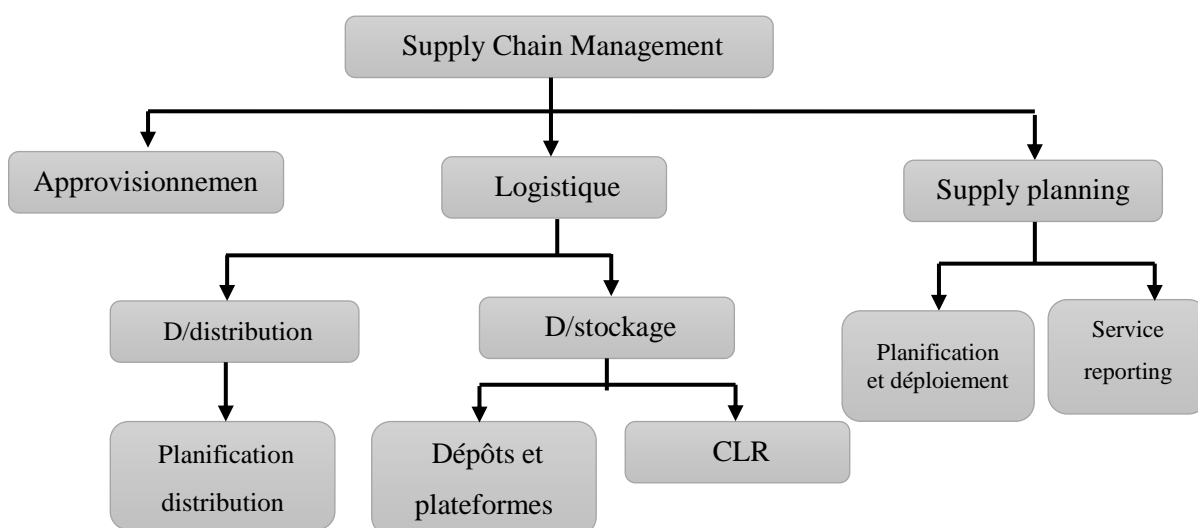 Supply Chain Management
Approvisionnemen
Logistique
Supply planning
D/distribution
D/stockage
Planification
et déploiement
Service
reporting
Planification
distribution
Dépôts et
plateformes
CLR